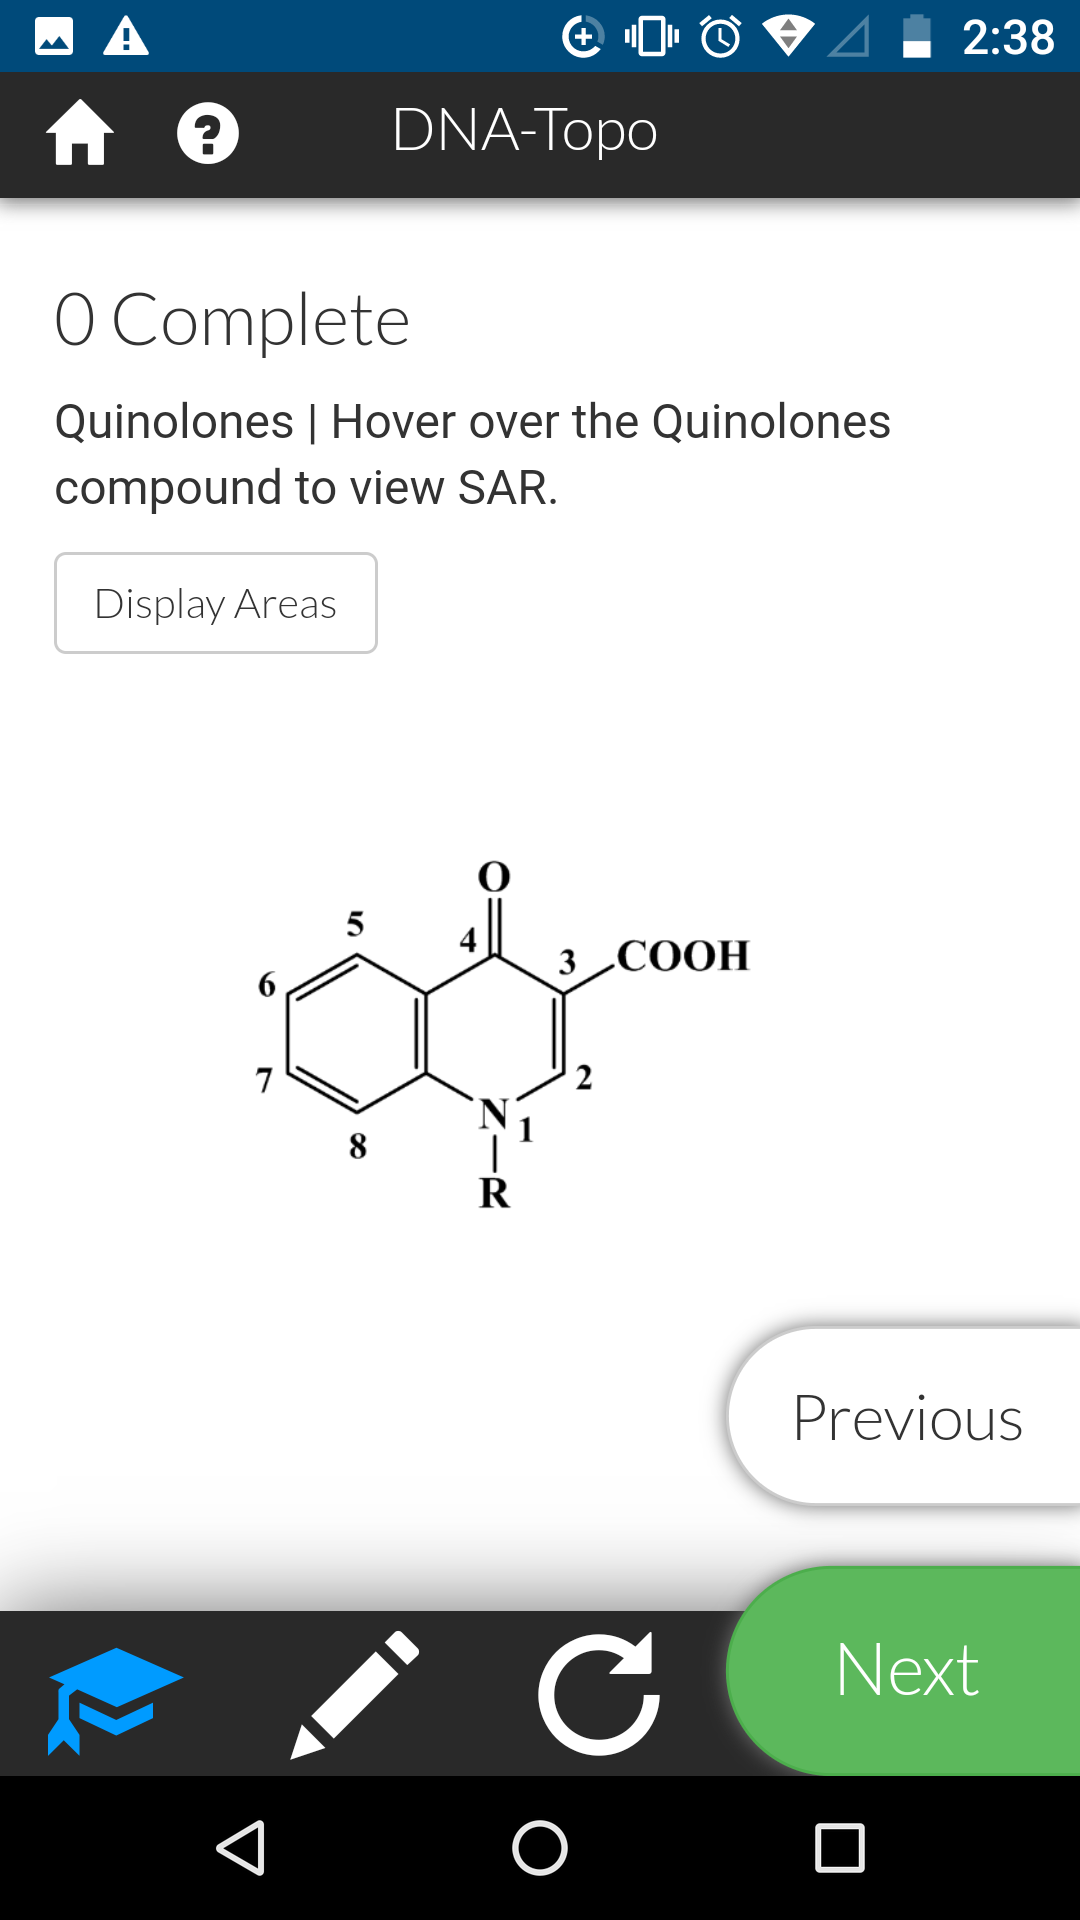 2:38
DNA-Topo
0 Complete
Quinolones | Hover over the Quinolones
compound to view SAR.
Display Areas
O
5
4
3
COOH
6
7
2
N
1
8
R
Previous
Next